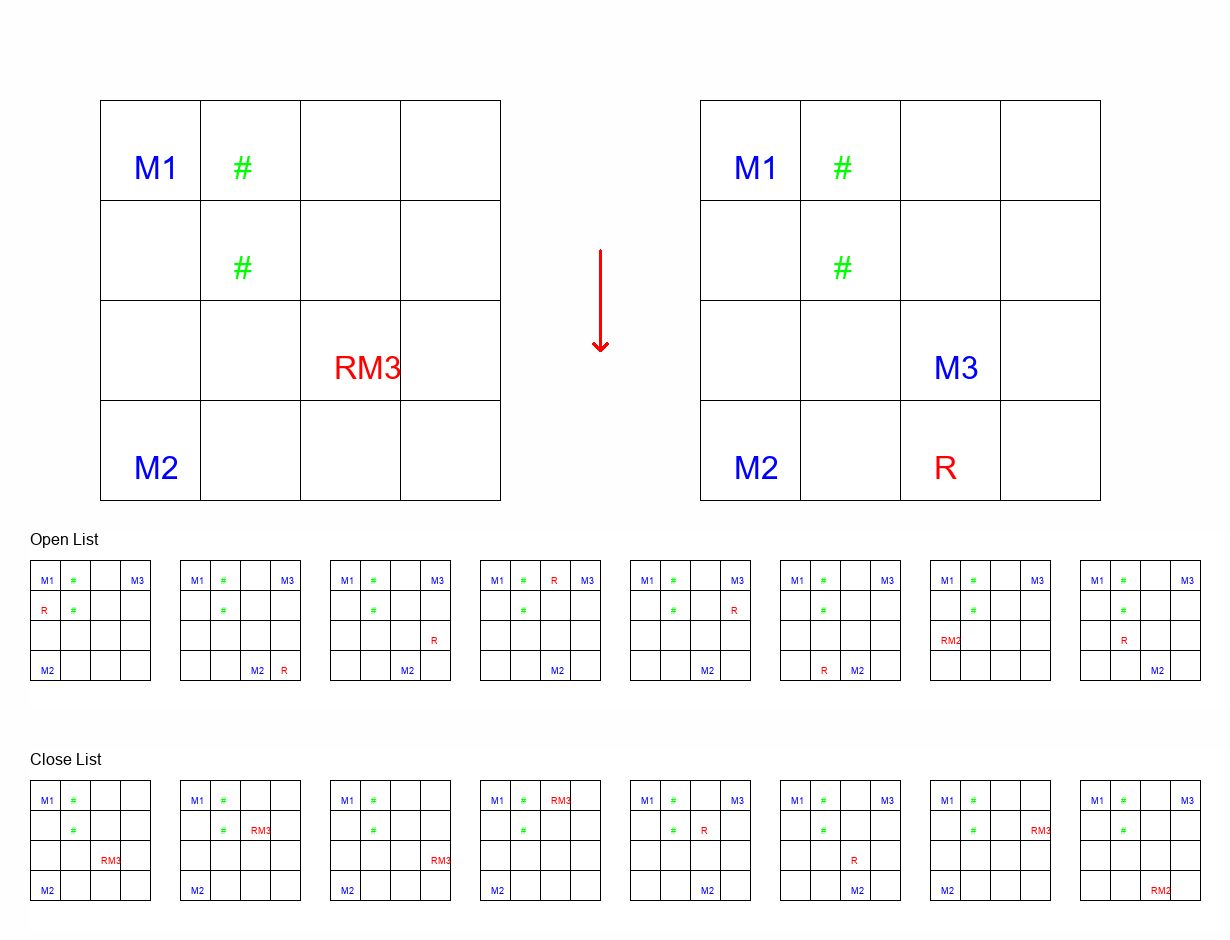 M1 # M1 #
# #
RM3 M3
M2 M2 R
Open List
M1 # M3 M1 # M3 M1 # M3 M1 # R M3 M1 # M3 M1 # M3 M1 # M3 M1 # M3
R # # # # # R # # #
R RM2 R
M2 M2 R M2 M2 M2 R M2 M2
Close List
M1 # M1 # M1 # M1 # RM3 M1 # M3 M1 # M3 M1 # M1 # M3
# # RM3 # # # R # # RM3 #
RM3 RM3 R
M2 M2 M2 M2 M2 M2 M2 RM2